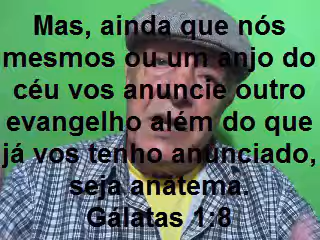 Mas, ainda que nós
mesmos ou um anjo do
céu vos anuncie outro
evangelho além do que
já vos tenho anunciado,
seja anátema.
Gálatas 1:8